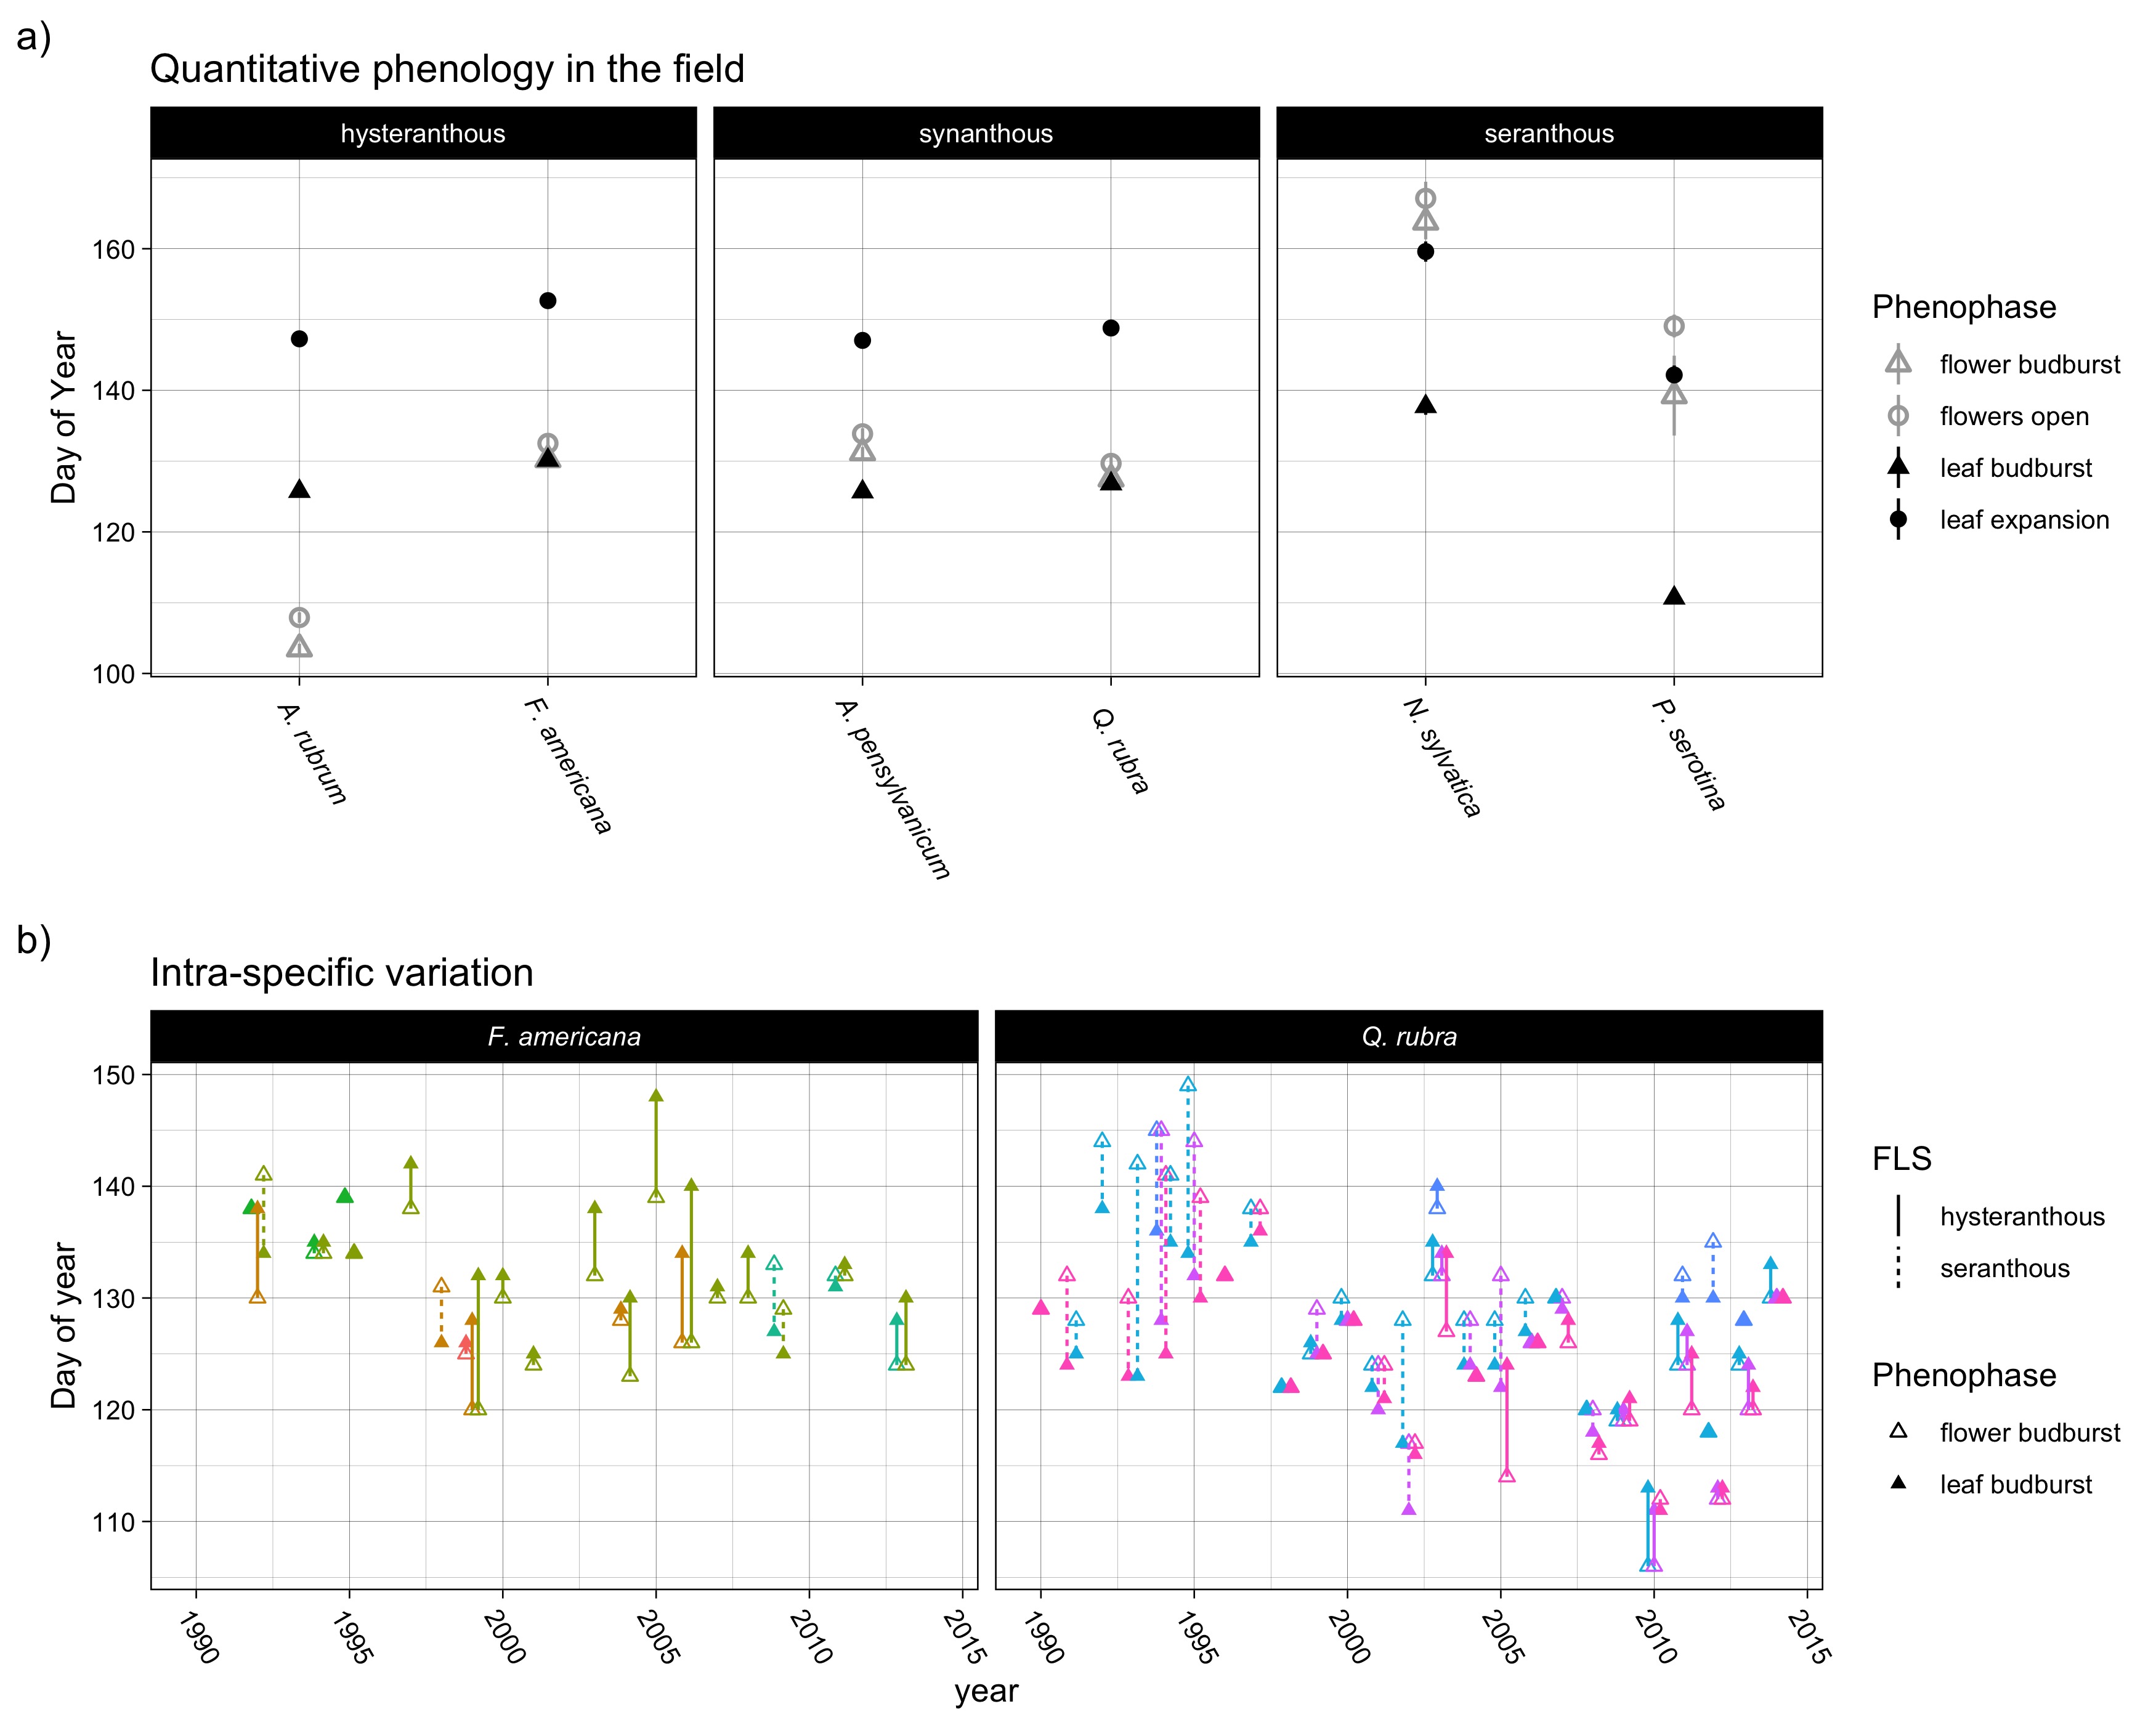 a)
Quantitative phenology in the field
hysteranthous
synanthous
seranthous
Day of Year
160
140
120
100
A. rubrum
F. americana
A. pensylvanicum
Q. rubra
N. sylvatica
P. serotina
Phenophase
flower budburst
flowers open
leaf budburst
leaf expansion
b)
Intra-specific variation
F. americana
Q. rubra
Day of year
150
140
130
120
110
1990
1995
2000
2005
2010
2015
1990
1995
2000
2005
2010
2015
year
FLS
hysteranthous
seranthous
Phenophase
flower budburst
leaf budburst